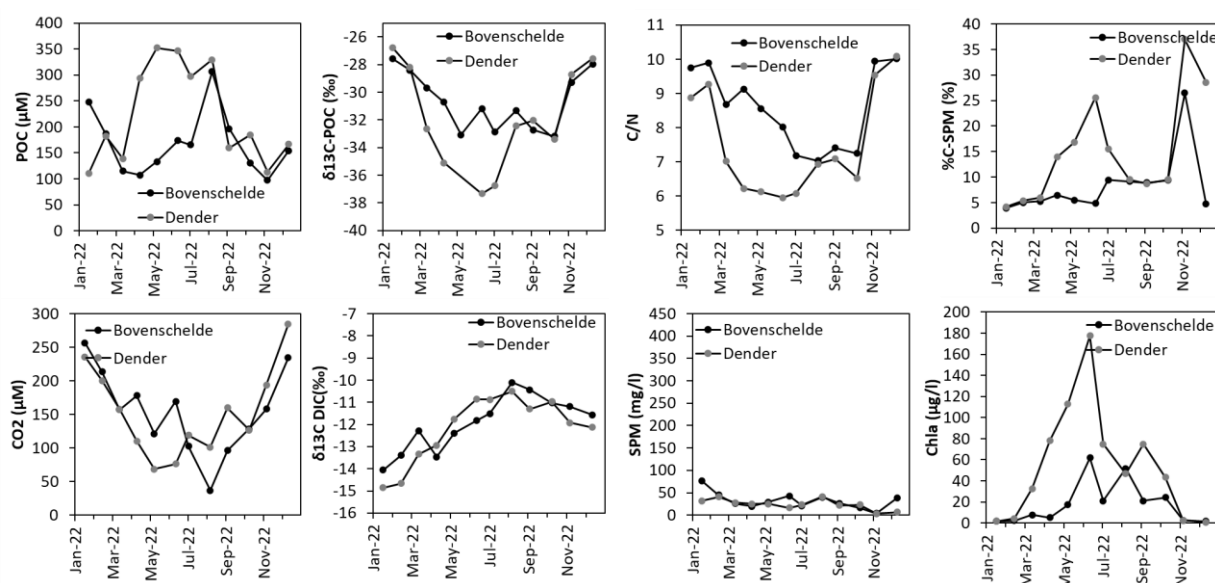 POC (µM)
400
350
300
250
200
150
100
50
0
Bovenschelde
Dender
Jan-22
Mar-22
May-22
Jul-22
Sep-22
Nov-22
δ13C-POC (‰)
-26
-28
-30
-32
-34
-36
-38
-40
Bovenschelde
Dender
Jan-22
Mar-22
May-22
Jul-22
Sep-22
Nov-22
C/N
11
10
9
8
7
6
5
Bovenschelde
Dender
Jan-22
Mar-22
May-22
Jul-22
Sep-22
Nov-22
%C-SPM (%)
40
35
30
25
20
15
10
5
0
Bovenschelde
Dender
Jan-22
Mar-22
May-22
Jul-22
Sep-22
Nov-22
CO2 (µM)
300
250
200
150
100
50
0
Bovenschelde
Dender
Jan-22
Mar-22
May-22
Jul-22
Sep-22
Nov-22
δ13C DIC(‰)
-7
-8
-9
-10
-11
-12
-13
-14
-15
-16
Bovenschelde
Dender
Jan-22
Mar-22
May-22
Jul-22
Sep-22
Nov-22
SPM (mg/l)
450
400
350
300
250
200
150
100
50
0
Bovenschelde
Dender
Jan-22
Mar-22
May-22
Jul-22
Sep-22
Nov-22
Chla (µg/l)
200
180
160
140
120
100
80
60
40
20
0
Bovenschelde
Dender
Jan-22
Mar-22
May-22
Jul-22
Sep-22
Nov-22